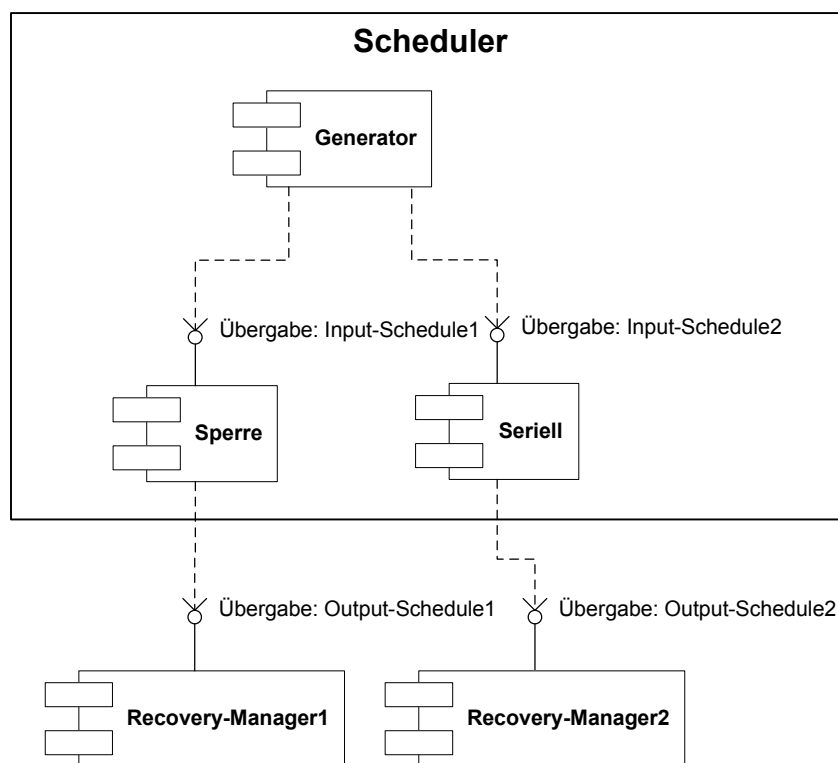 Scheduler
Generator
Übergabe: Input-Schedule1
Übergabe: Input-Schedule2
Sperre
Seriell
Übergabe: Output-Schedule1
Übergabe: Output-Schedule2
Recovery-Manager1
Recovery-Manager2